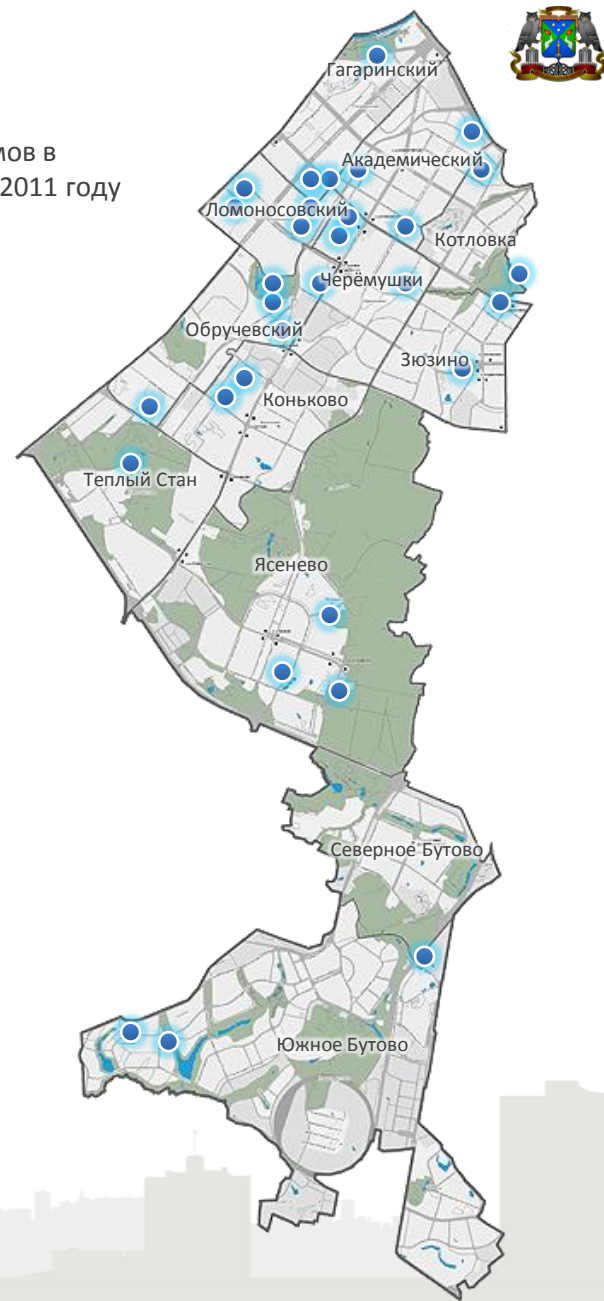 мов в
2011 году
Гагаринский
Академический
Ломоносовский
Котловка
Черёмушки
Обручевский
Зюзино
Коньково
Теплый Стан
Ясенево
Северное Бутово
Южное Бутово